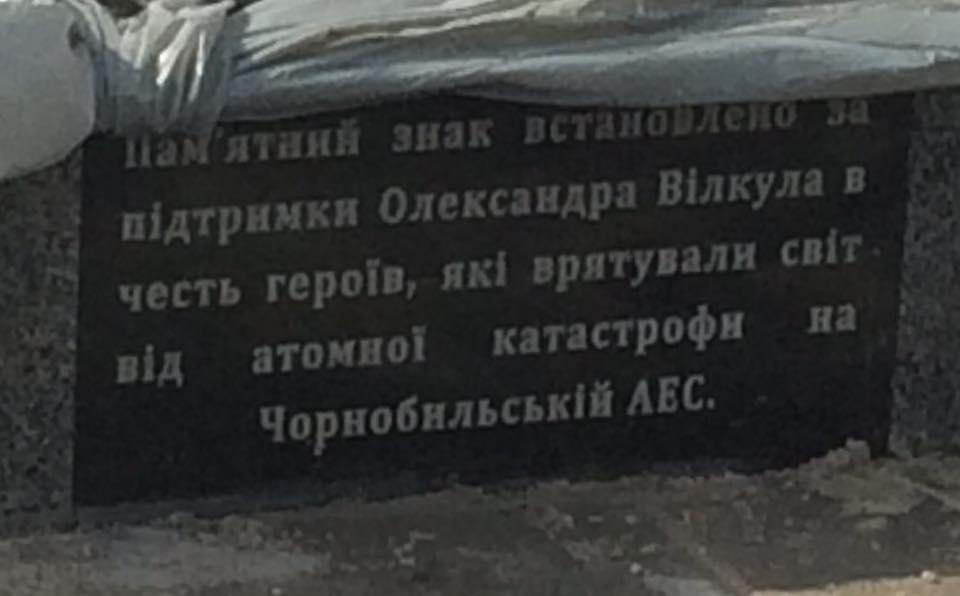 Пам'ятний знак встановлено за
підтримки Олександра Вілкула в
честь героїв, які врятували світ
від атомної катастрофи на
Чорнобильській АЕС.